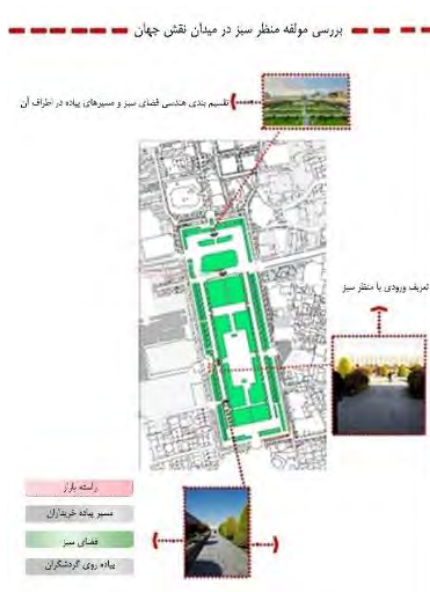 بررسی مولفه منظر سبز در میدان نقش جهان
تقسیم بندی هندسی فضای سبز و مسیرهای پیاده در اطراف آن
تعریف ورودی با منظر سبز
راسته بازار
مسیر پیاده خریداران
فضای سبز
پیاده روی گردشگران